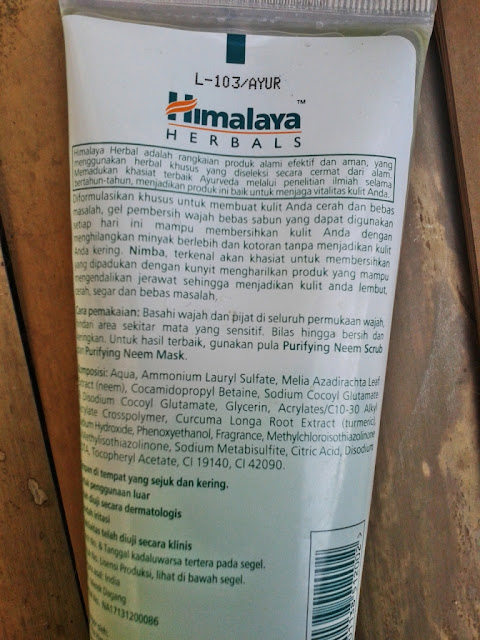 L-103/AYUR
Himalaya™
HERBALS
Himalaya Herbal adalah rangkaian produk alami efektif dan aman, yang
menggunakan herbal khusus yang diseleksi secara cermat dari alam.
Memadukan khasiat terbaik Ayurveda melalui penelitian ilmiah selama
bertahun-tahun, menjadikan produk ini baik untuk menjaga vitalitas kulit Anda.
Diformulasikan khusus untuk membuat kulit Anda cerah dan bebas
masalah, gel pembersih wajah bebas sabun yang dapat digunakan
setiap hari ini mampu membersihkan kulit Anda dengan
menghilangkan minyak berlebih dan kotoran tanpa menjadikan kulit
Anda kering. Nimba, terkenal akan khasiat untuk membersihkan
yang dipadukan dengan kunyit mengharilkan produk yang mampu
mengendalikan jerawat sehingga menjadikan kulit anda lembut,
cerah, segar dan bebas masalah.
Cara pemakaian: Basahi wajah dan pijat di seluruh permukaan wajah,
hindari area sekitar mata yang sensitif. Bilas hingga bersih dan
keringkan. Untuk hasil terbaik, gunakan pula Purifying Neem Scrub
dan Purifying Neem Mask.
Komposisi: Aqua, Ammonium Lauryl Sulfate, Melia Azadirachta Leaf
Extract (neem), Cocamidopropyl Betaine, Sodium Cocoyl Glutamate
Disodium Cocoyl Glutamate, Glycerin, Acrylates/C10-30 Alkyl
Acrylate Crosspolymer, Curcuma Longa Root Extract (turmeric),
Sodium Hydroxide, Phenoxyethanol, Fragrance, Methylchloroisothiazolinone
Methylisothiazolinone, Sodium Metabisulfite, Citric Acid, Disodium
EDTA, Tocopheryl Acetate, CI 19140, CI 42090.
Simpan di tempat yang sejuk dan kering.
Untuk penggunaan luar
Telah diuji secara dermatologis
iritasi
telah diuji secara klinis
No. & Tanggal kadaluwarsa tertera pada segel.
No. Lisensi Produksi, lihat di bawah segel.
India
Dagang
No. NA17131200086
oleh: